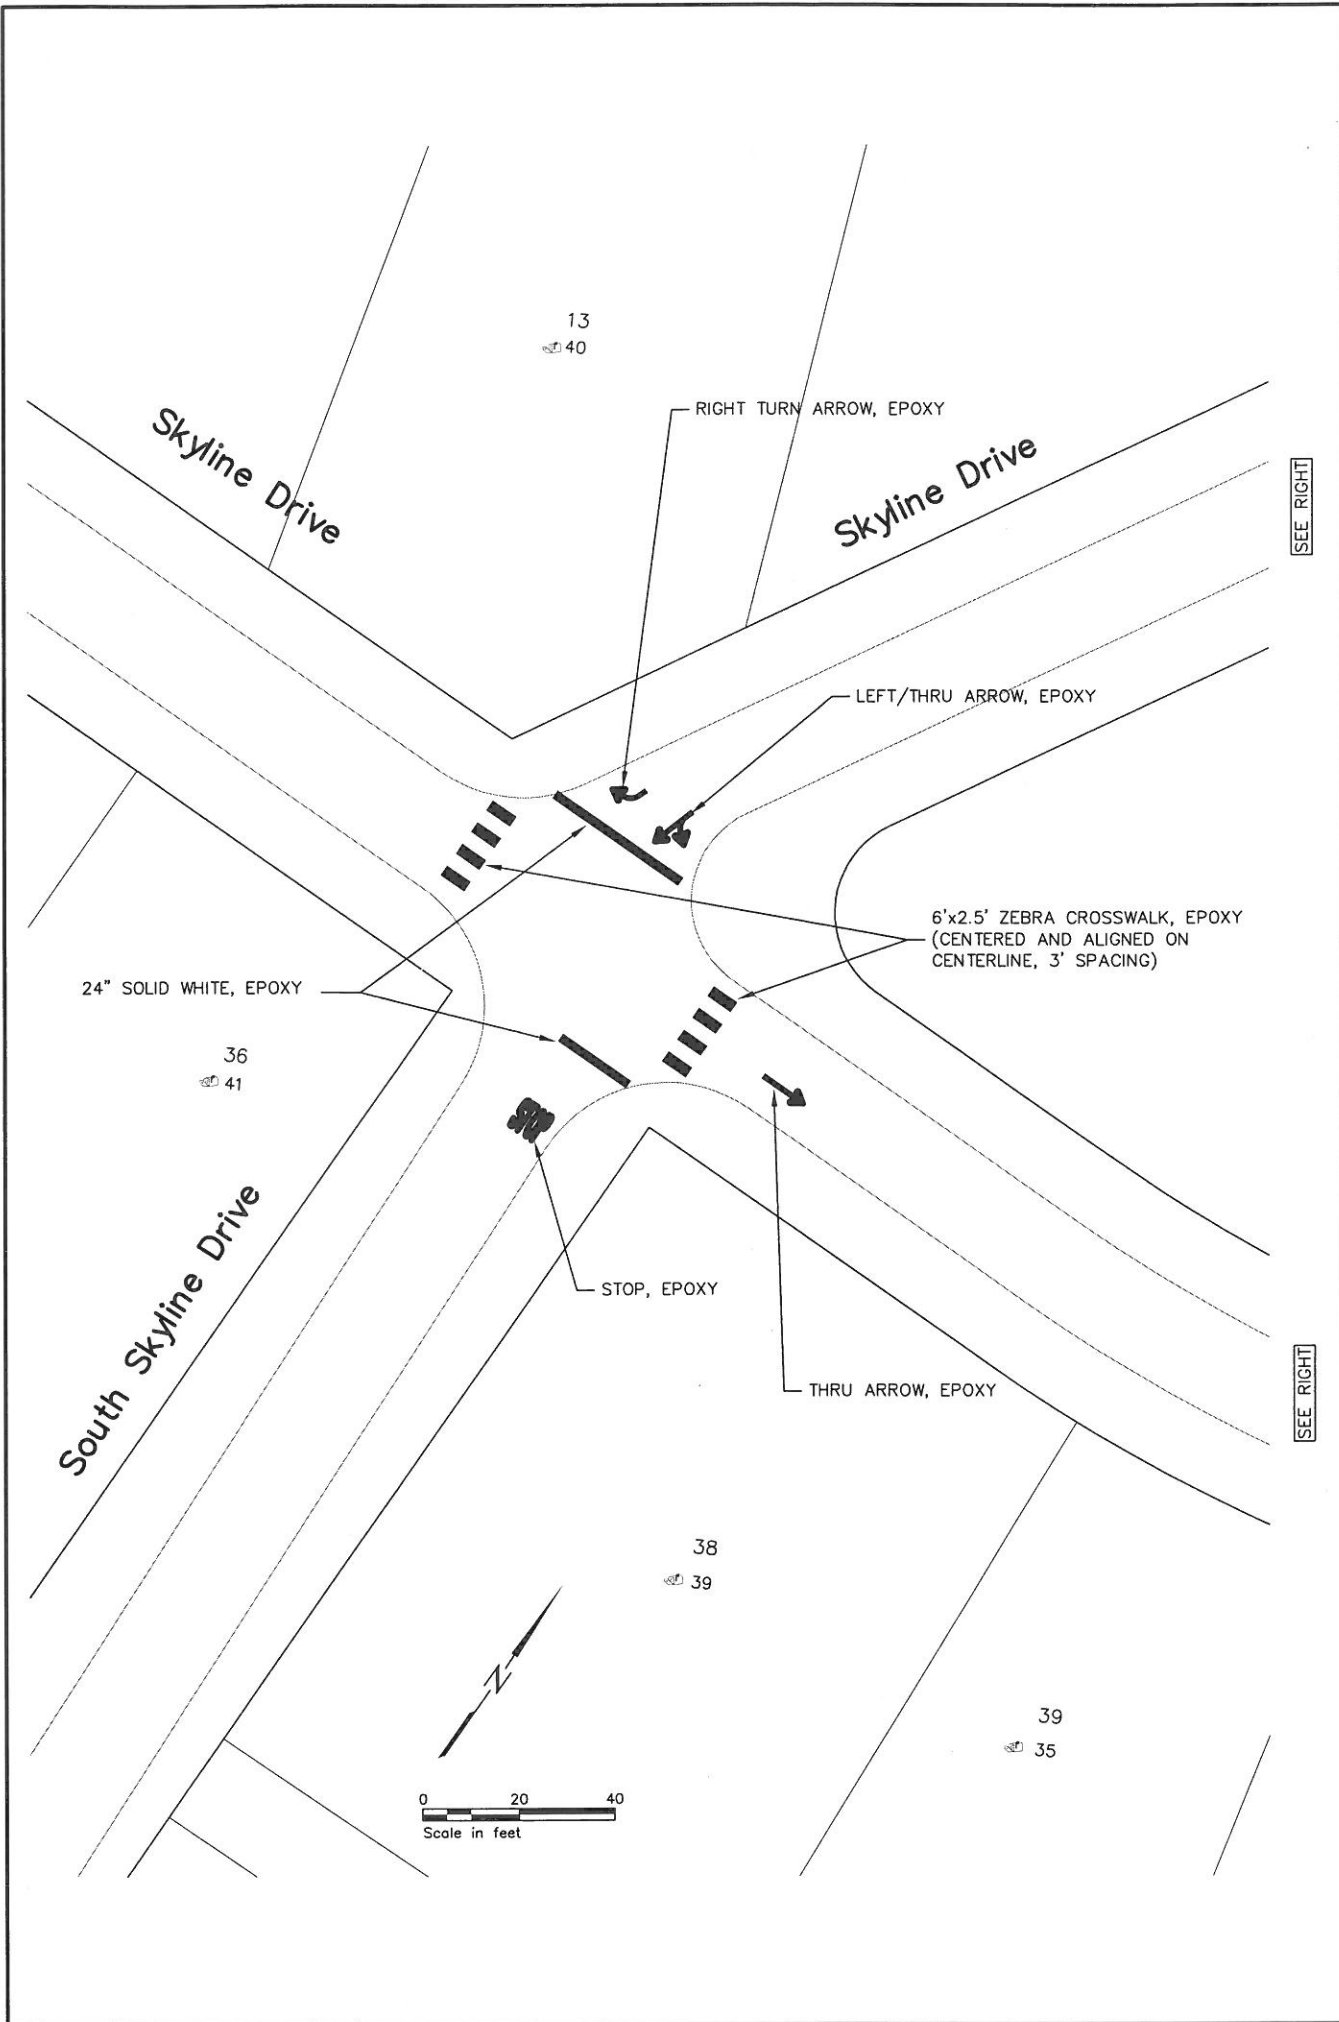 13
40
RIGHT TURN ARROW, EPOXY
Skyline Drive
Skyline Drive
SEE RIGHT
LEFT/THRU ARROW, EPOXY
6'x2.5' ZEBRA CROSSWALK, EPOXY
(CENTERED AND ALIGNED ON
CENTERLINE, 3' SPACING)
24" SOLID WHITE, EPOXY
36
41
STOP
South Skyline Drive
STOP, EPOXY
THRU ARROW, EPOXY
SEE RIGHT
38
39
N
39
35
0 20 40
Scale in feet